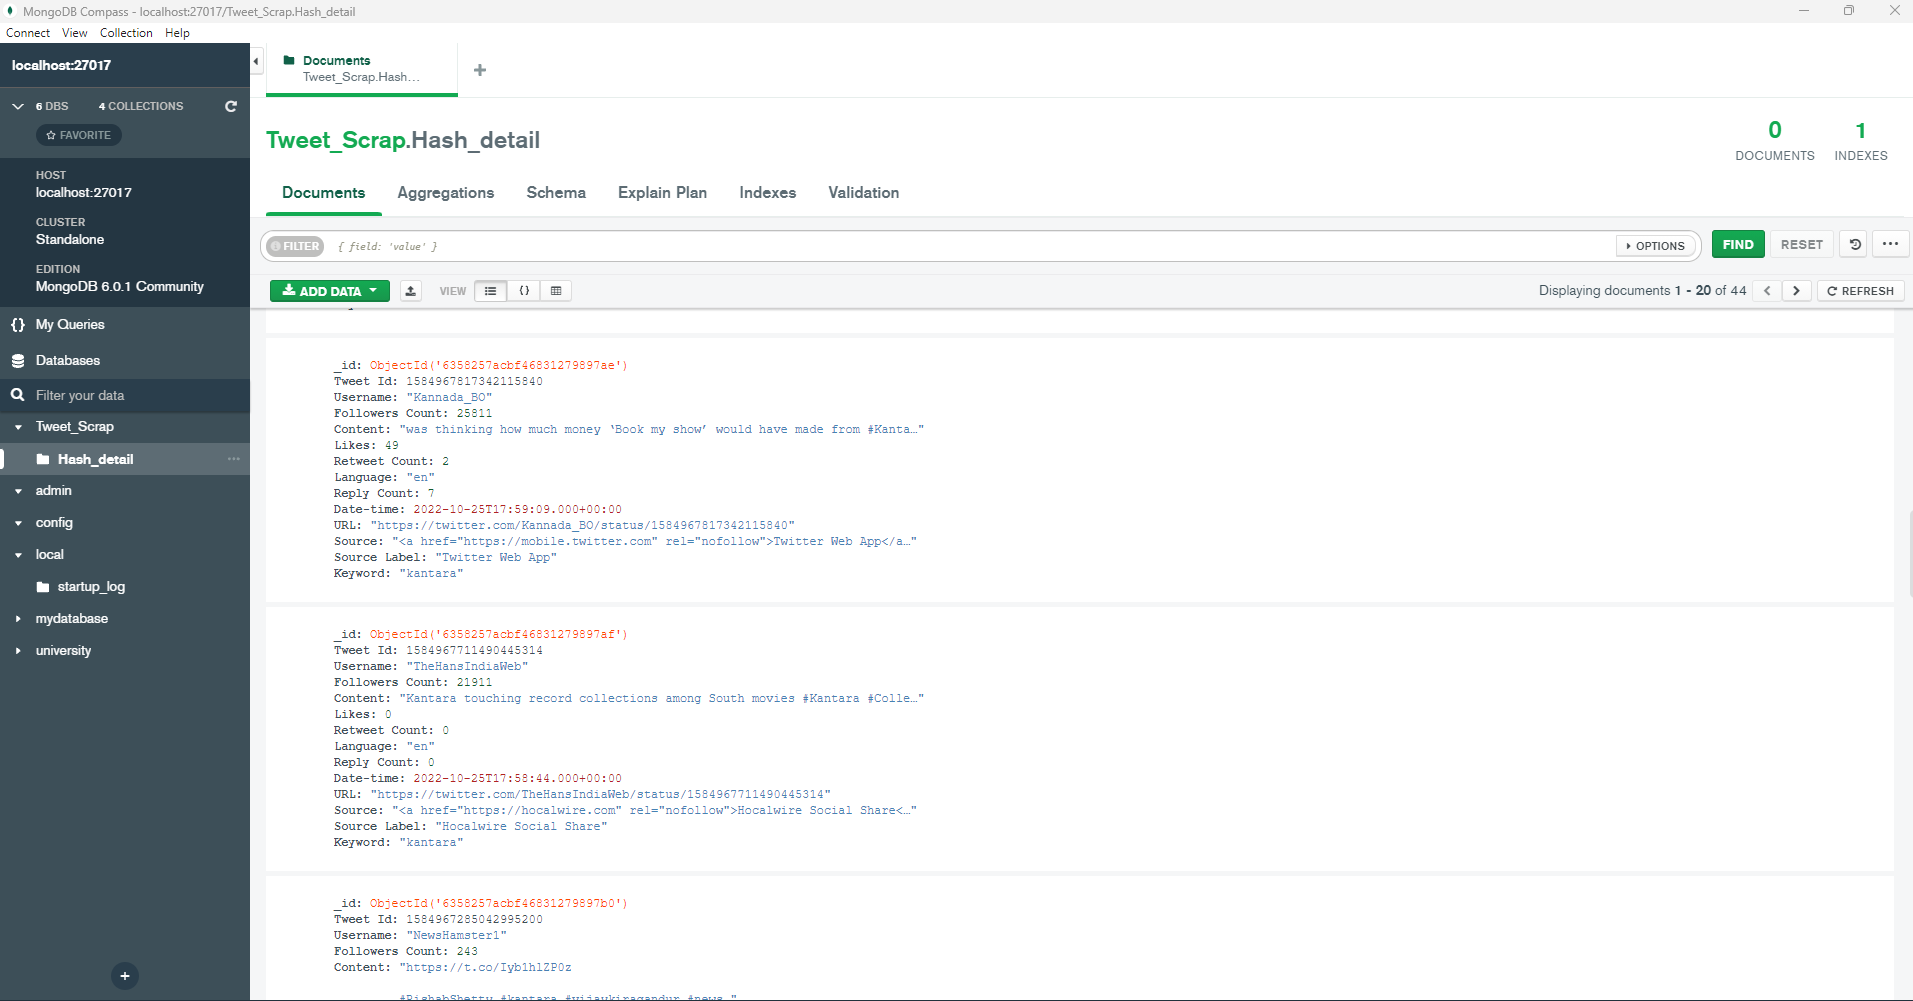 MongoDB Compass - localhost:27017/Tweet_Scrap.Hash_detail
Connect View Collection Help
localhost:27017
6 DBS 4 COLLECTIONS
FAVORITE
HOST
localhost:27017
CLUSTER
Standalone
EDITION
MongoDB 6.0.1 Community
{} My Queries
Databases
Filter your data
Tweet_Scrap
Hash_detail ...
admin
config
local
startup_log
mydatabase
university
+
Documents
Tweet_Scrap.Hash...
+
Tweet_Scrap.Hash_detail
0
DOCUMENTS
1
INDEXES
Documents Aggregations Schema Explain Plan Indexes Validation
FILTER { field: 'value' } OPTIONS FIND RESET ...
ADD DATA VIEW {} Displaying documents 1 - 20 of 44 < > REFRESH
_id: ObjectId('6358257acbf46831279897ae')
Tweet Id: 1584967817342115840
Username: "Kannada_BO"
Followers Count: 25811
Content: "was thinking how much money ‘Book my show’ would have made from #Kanta…"
Likes: 49
Retweet Count: 2
Language: "en"
Reply Count: 7
Date-time: 2022-10-25T17:59:09.000+00:00
URL: "https://twitter.com/Kannada_BO/status/1584967817342115840"
Source: "<a href="https://mobile.twitter.com" rel="nofollow">Twitter Web App</a…"
Source Label: "Twitter Web App"
Keyword: "kantara"
_id: ObjectId('6358257acbf46831279897af')
Tweet Id: 1584967711490445314
Username: "TheHansIndiaWeb"
Followers Count: 21911
Content: "Kantara touching record collections among South movies #Kantara #Colle…"
Likes: 0
Retweet Count: 0
Language: "en"
Reply Count: 0
Date-time: 2022-10-25T17:58:44.000+00:00
URL: "https://twitter.com/TheHansIndiaWeb/status/1584967711490445314"
Source: "<a href="https://hocalwire.com" rel="nofollow">Hocalwire Social Share<…"
Source Label: "Hocalwire Social Share"
Keyword: "kantara"
_id: ObjectId('6358257acbf46831279897b0')
Tweet Id: 1584967285042995200
Username: "NewsHamster1"
Followers Count: 243
Content: "https://t.co/Iyb1hlZP0z
#RishabShetty #kantara #vijaykiragandur #news…"